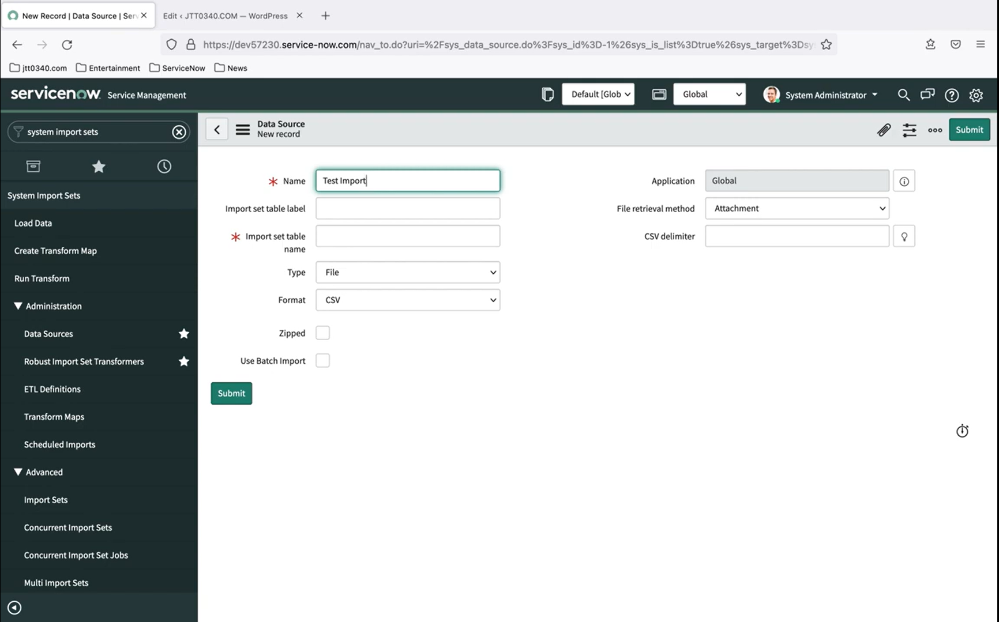 New Record | Data Source | Serv
Edit ‹ JTT0340.COM — WordPress
https://dev57230.service-now.com/nav_to.do?uri=%2Fsys_data_source.do%3Fsys_id%3D-1%26sys_is_list%3Dtrue%26sys_target%3Dsy
jtt0340.com
Entertainment
ServiceNow
News
servicenow Service Management
Default [Glob
Global
System Administrator
system import sets
Data Source
New record
Submit
System Import Sets
Load Data
Create Transform Map
Run Transform
Administration
Data Sources
Robust Import Set Transformers
ETL Definitions
Transform Maps
Scheduled Imports
Advanced
Import Sets
Concurrent Import Sets
Concurrent Import Set Jobs
Multi Import Sets
Name
Test Import
Import set table label
Import set table
name
Type
File
Format
CSV
Zipped
Use Batch Import
Submit
Application
Global
File retrieval method
Attachment
CSV delimiter